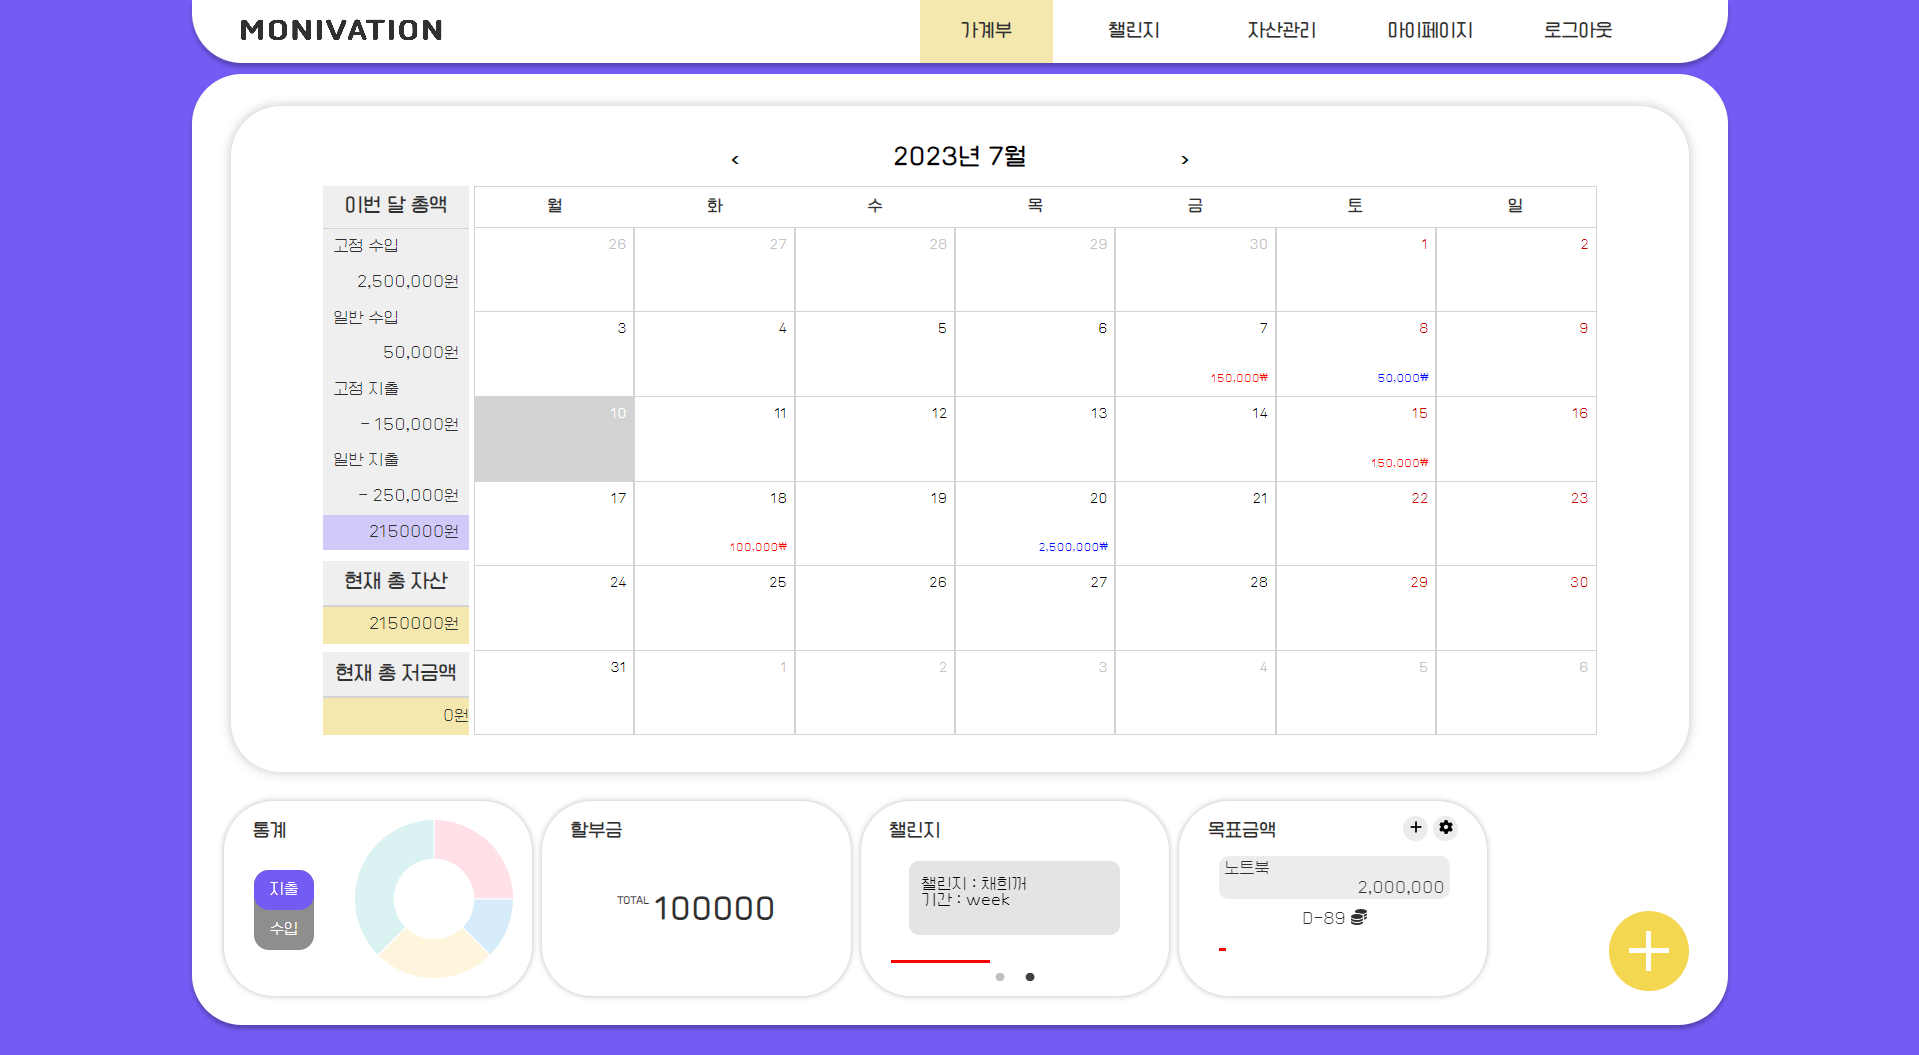 MONIVATION 가계부 챌린지 자산관리 마이페이지 로그아웃
‹ 2023년 7월 ›
이번 달 총액
고정 수입
2,500,000원
일반 수입
50,000원
고정 지출
- 150,000원
일반 지출
- 250,000원
2150000원
현재 총 자산
2150000원
현재 총 저금액
0원
월 화 수 목 금 토 일
26 27 28 29 30 1 2
3 4 5 6 7 8 9
150,000₩ 50,000₩
10 11 12 13 14 15 16
150,000₩
17 18 19 20 21 22 23
100,000₩ 2,500,000₩
24 25 26 27 28 29 30
31 1 2 3 4 5 6
통계
지출
수입
할부금
TOTAL 100000
챌린지
챌린지 : 채희꺼
기간 : week
목표금액
노트북
2,000,000
D-89